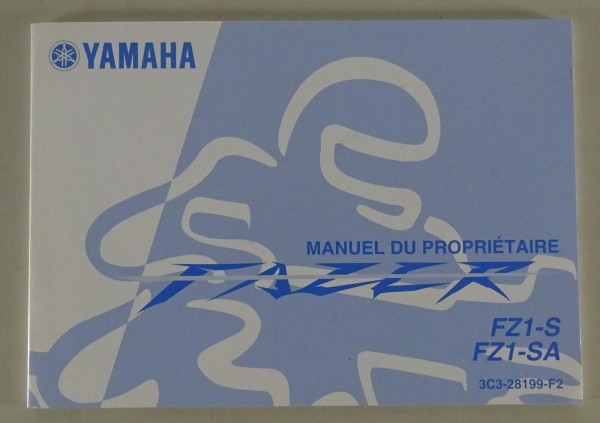 YAMAHA
MANUEL DU PROPRIÉTAIRE
FAZER
FZ1-S
FZ1-SA
3C3-28199-F2